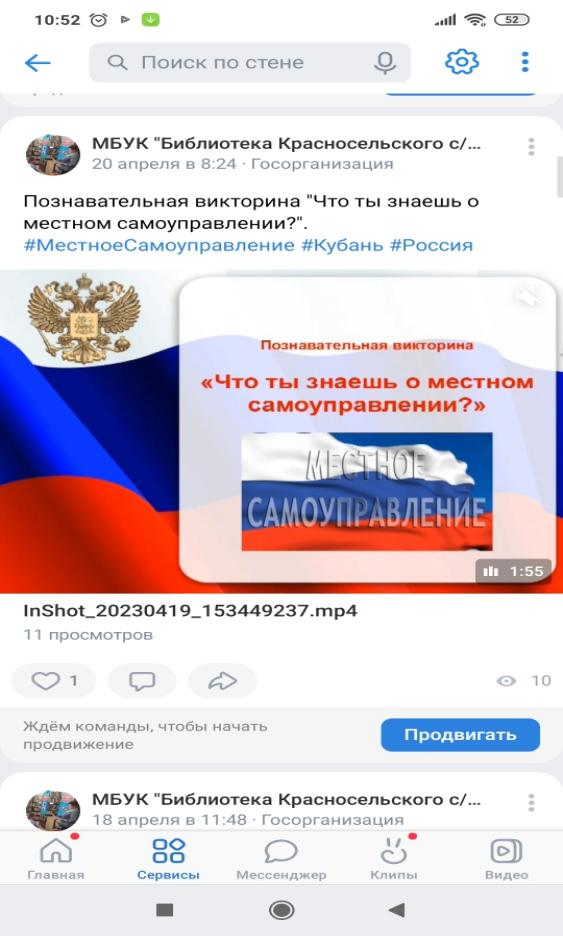 10:52
52
Поиск по стене
МБУК "Библиотека Красносельского с/...
20 апреля в 8:24 · Госорганизация
Познавательная викторина "Что ты знаешь о
местном самоуправлении?".
#МестноеСамоуправление #Кубань #Россия
Познавательная викторина
«Что ты знаешь о местном
самоуправлении?»
МЕСТНОЕ
САМОУПРАВЛЕНИЕ
1:55
InShot_20230419_153449237.mp4
11 просмотров
1
10
Ждём команды, чтобы начать
продвижение
Продвигать
МБУК "Библиотека Красносельского с/...
18 апреля в 11:48 · Госорганизация
Главная
Сервисы
Мессенджер
Клипы
Видео